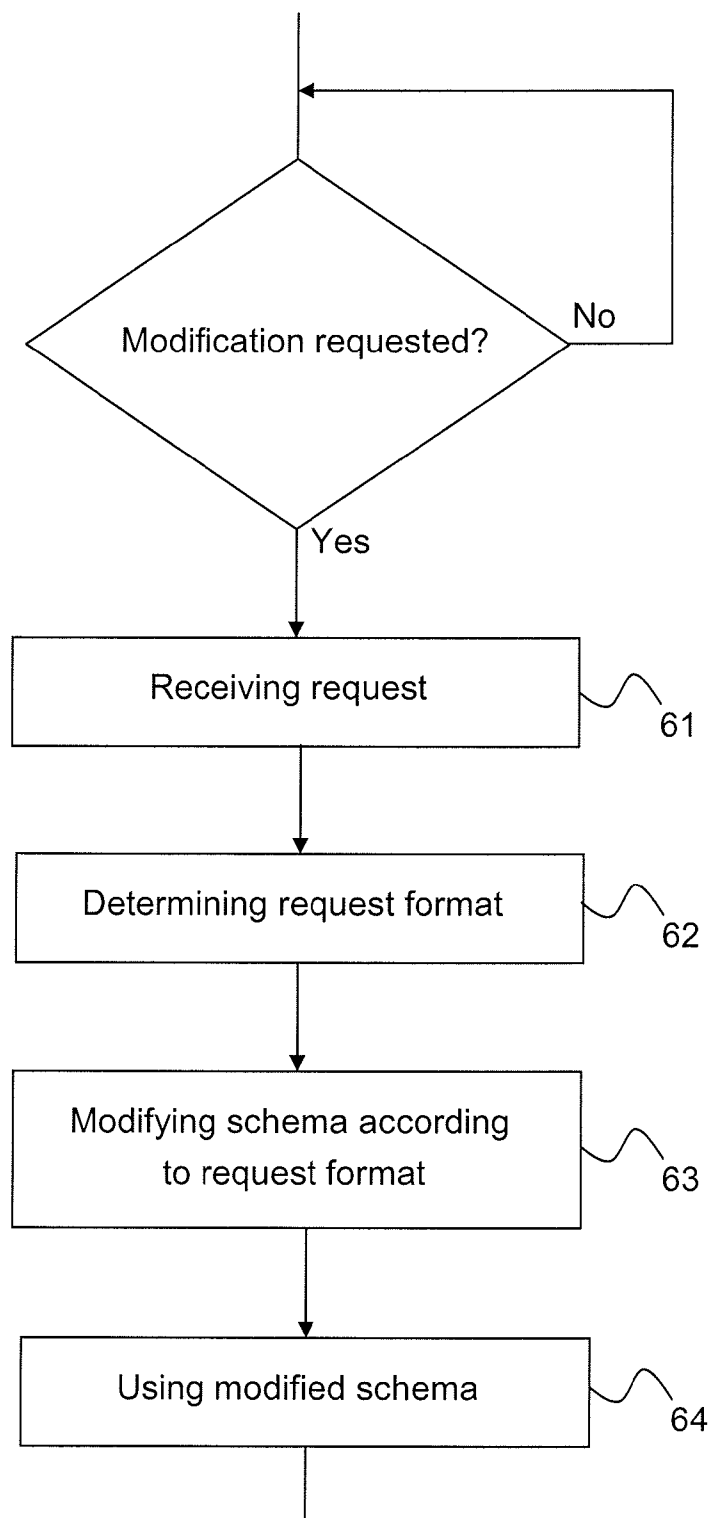 No
Modification requested?
Yes
Receiving request
61
Determining request format
62
Modifying schema according
to request format
63
Using modified schema
64